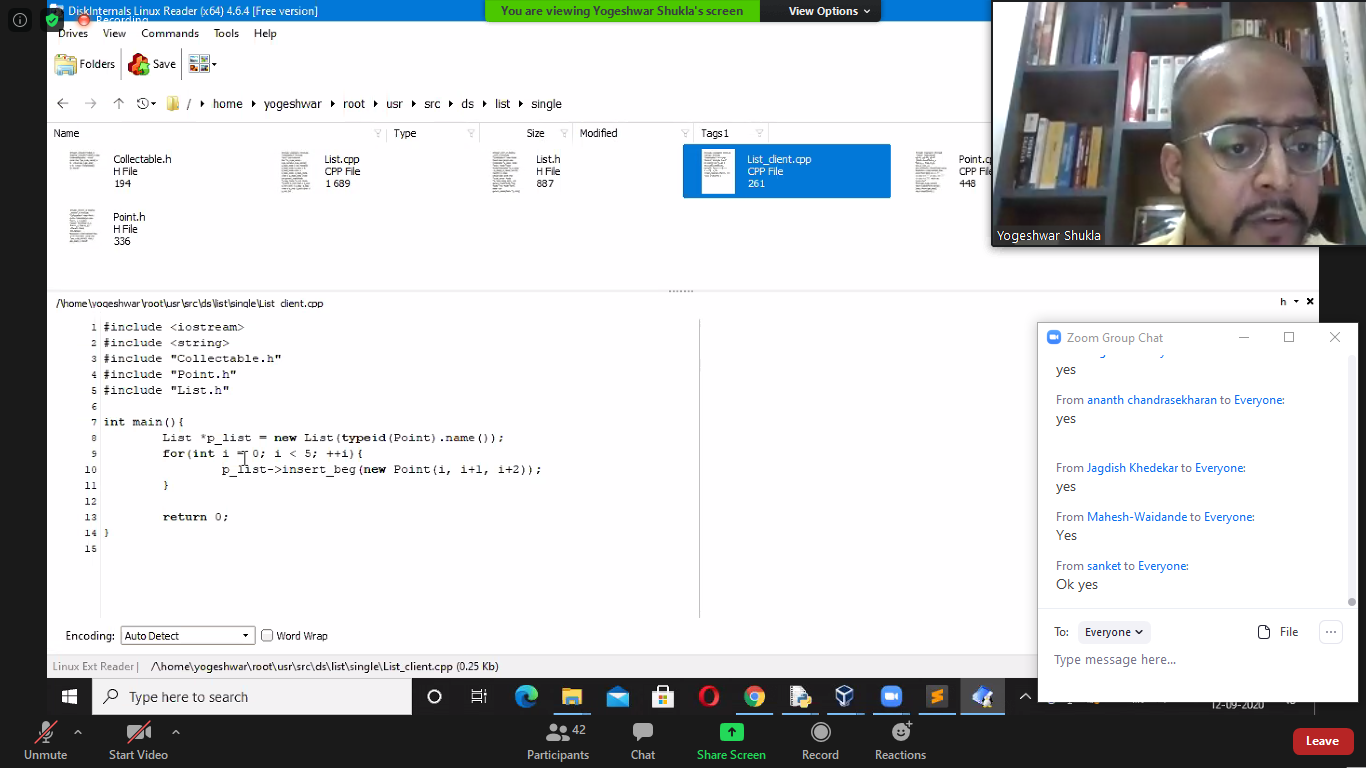 DiskInternals Linux Reader (x64) 4.6.4 [Free version]
Recording
You are viewing Yogeshwar Shukla's screen
View Options
Drives View Commands Tools Help
Folders Save
/ home yogeshwar root usr src ds list single
Name Type Size Modified Tags1
Collectable.h
H File
194
List.cpp
CPP File
1 689
List.h
H File
887
List_client.cpp
CPP File
261
CPP File
448
Point.h
H File
336
Yogeshwar Shukla
/home\yogeshwar\root\usr\src\ds\list\single\List_client.cpp
h
1 #include <iostream>
2 #include <string>
3 #include "Collectable.h"
4 #include "Point.h"
5 #include "List.h"
6
7 int main(){
8 List *p_list = new List(typeid(Point).name());
9 for(int i = 0; i < 5; ++i){
10 p_list->insert_beg(new Point(i, i+1, i+2));
11 }
12
13 return 0;
14 }
15
Encoding: Auto Detect Word Wrap
Linux Ext Reader | /\home\yogeshwar\root\usr\src\ds\list\single\List_client.cpp (0.25 Kb)
Zoom Group Chat
yes
From ananth chandrasekharan to Everyone:
yes
From Jagdish Khedekar to Everyone:
yes
From Mahesh-Waidande to Everyone:
Yes
From sanket to Everyone:
Ok yes
To: Everyone File
Type message here...
Type here to search
12-09-2020
Unmute Start Video Participants 42 Chat Share Screen Record Reactions Leave